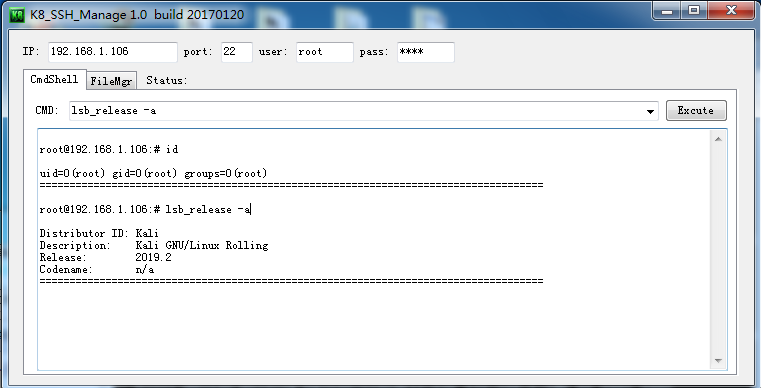 K8_SSH_Manage 1.0 build 20170120
IP: 192.168.1.106 port: 22 user: root pass: ****
CmdShell FileMgr Status:
CMD: lsb_release -a Excute
root@192.168.1.106:# id
uid=0(root) gid=0(root) groups=0(root)
====================================================================================
root@192.168.1.106:# lsb_release -a
Distributor ID: Kali
Description: Kali GNU/Linux Rolling
Release: 2019.2
Codename: n/a
====================================================================================